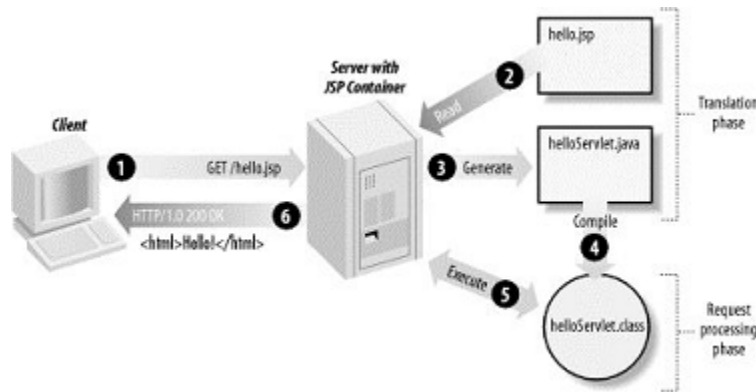 hello.jsp
Server with
JSP Container
2
Read
Translation
phase
Client
1
GET /hello.jsp
3
Generate
helloServlet.java
HTTP/1.0 200 OK
6
<html>Hello!</html>
Compile
4
Execute
5
helloServlet.class
Request
processing
phase